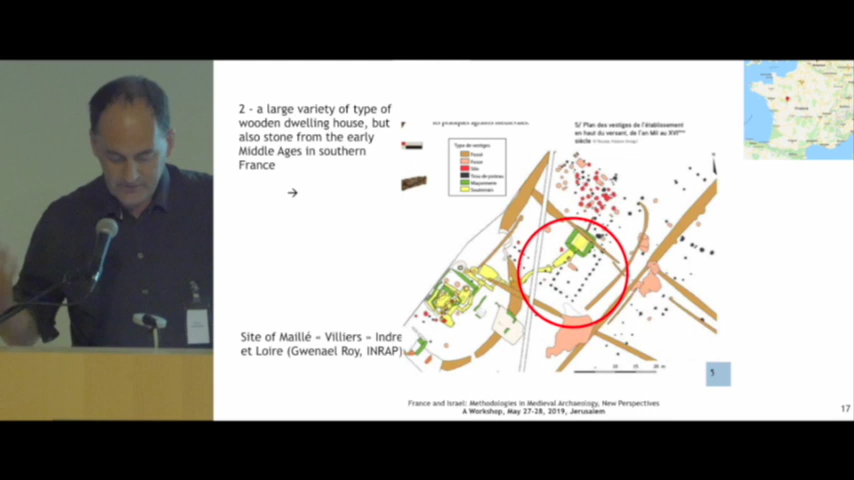 2 - a large variety of type of
wooden dwelling house, but
also stone from the early
Middle Ages in southern
France
→
5/ Plan des vestiges de l'établissement
en haut du versant, de l'an Mil au XVIème
siècle
Type de vestiges
Fossé
Fosse
Silo
Trou de poteau
Maçonnerie
Souterrain
Site of Maillé « Villiers » Indre
et Loire (Gwenael Roy, INRAP)
France
France and Israel: Methodologies in Medieval Archaeology, New Perspectives
A Workshop, May 27-28, 2019, Jerusalem
17